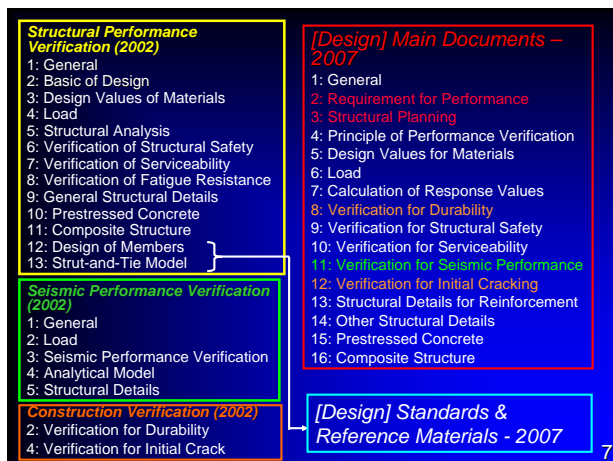 Structural Performance
Verification (2002)
1: General
2: Basic of Design
3: Design Values of Materials
4: Load
5: Structural Analysis
6: Verification of Structural Safety
7: Verification of Serviceability
8: Verification of Fatigue Resistance
9: General Structural Details
10: Prestressed Concrete
11: Composite Structure
12: Design of Members
13: Strut-and-Tie Model
Seismic Performance Verification
(2002)
1: General
2: Load
3: Seismic Performance Verification
4: Analytical Model
5: Structural Details
Construction Verification (2002)
2: Verification for Durability
4: Verification for Initial Crack
[Design] Main Documents –
2007
1: General
2: Requirement for Performance
3: Structural Planning
4: Principle of Performance Verification
5: Design Values for Materials
6: Load
7: Calculation of Response Values
8: Verification for Durability
9: Verification for Structural Safety
10: Verification for Serviceability
11: Verification for Seismic Performance
12: Verification for Initial Cracking
13: Structural Details for Reinforcement
14: Other Structural Details
15: Prestressed Concrete
16: Composite Structure
[Design] Standards &
Reference Materials - 2007
7